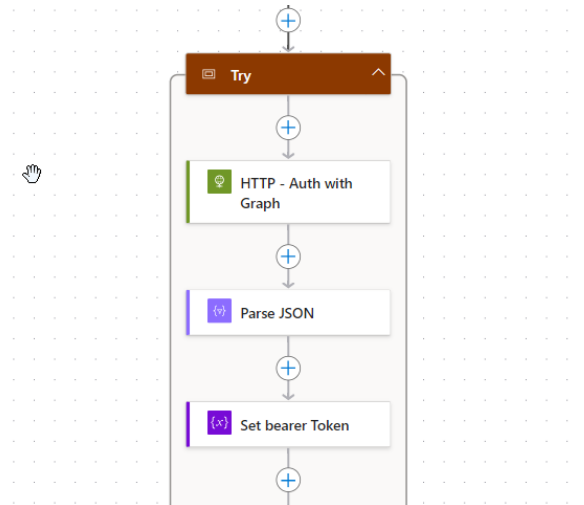 Try
HTTP - Auth with
Graph
{v}
Parse JSON
{x}
Set bearer Token